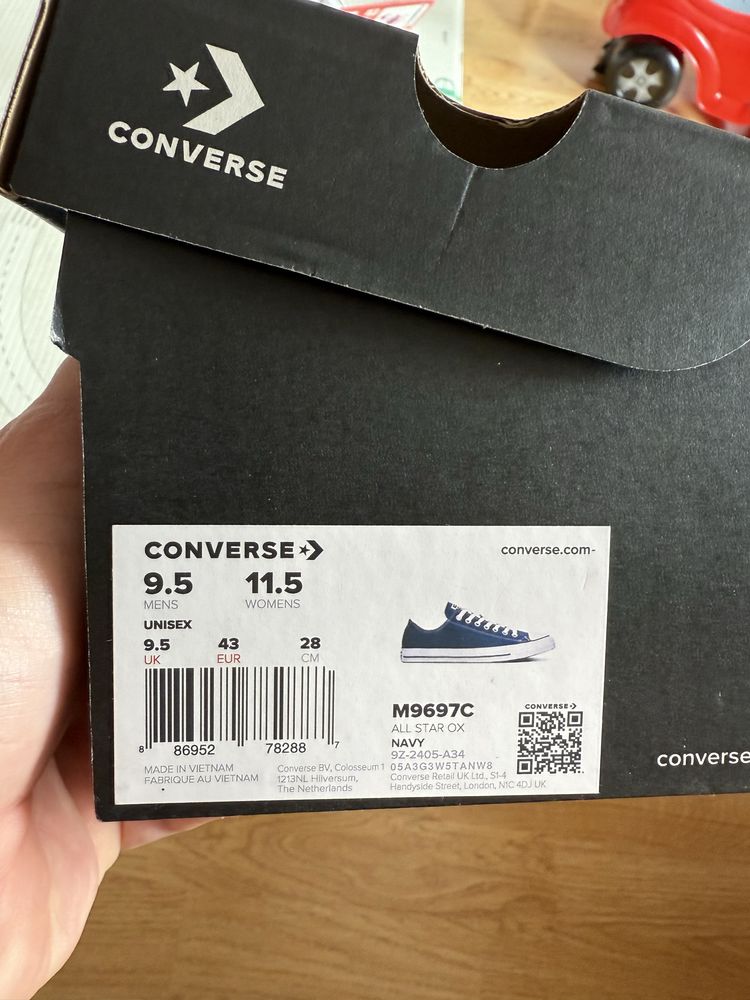 CONVERSE
CONVERSE
converse.com-
9.5 11.5
MENS WOMENS
UNISEX
9.5 43 28
UK EUR CM
8 86952 78288 7
MADE IN VIETNAM
FABRIQUE AU VIETNAM
Converse BV, Colosseum 1
1213NL Hilversum,
The Netherlands
M9697C
ALL STAR OX
NAVY
9Z-2405-A34
05A3G3W5TANW8
Converse Retail UK Ltd., S1-4
Handyside Street, London, N1C 4DJ UK
CONVERSE
converse